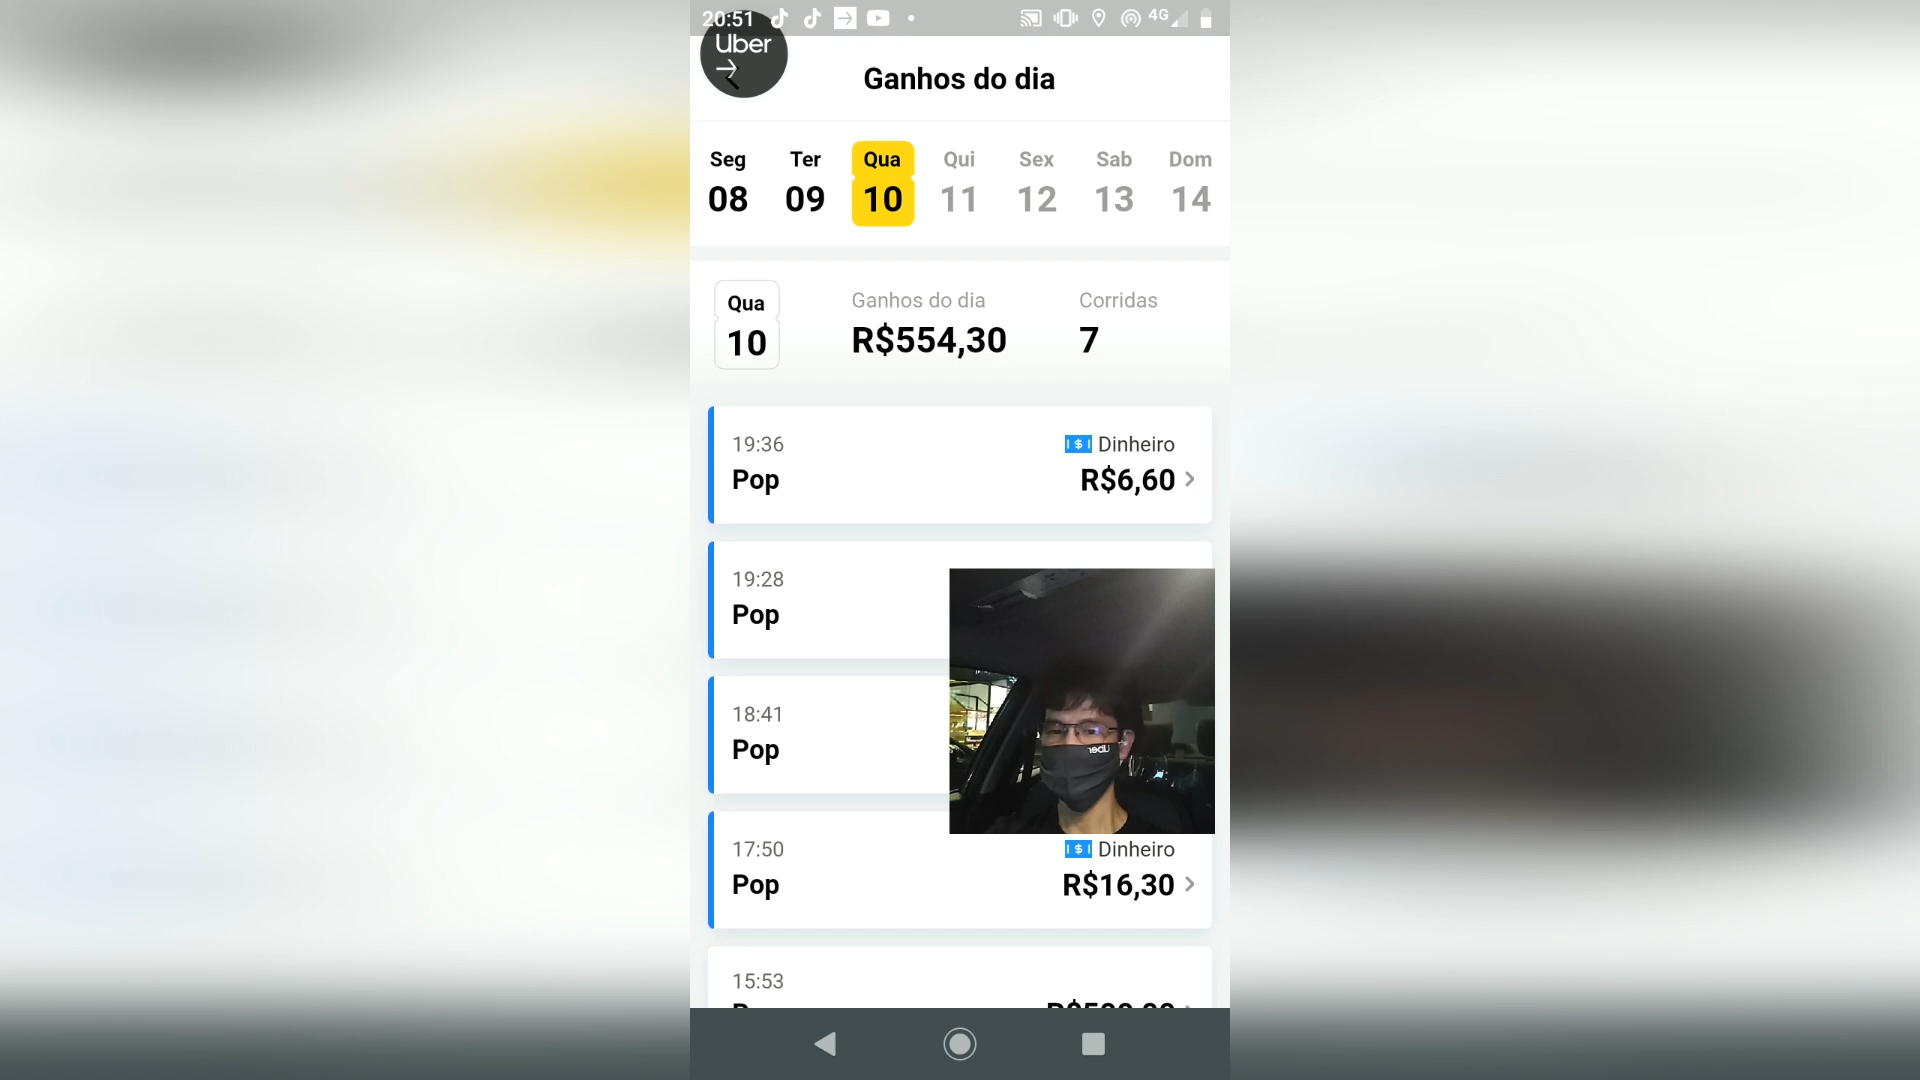 20:51
4G
Uber
Ganhos do dia
Seg Ter Qua Qui Sex Sab Dom
08 09 10 11 12 13 14
Qua
10
Ganhos do dia
R$554,30
Corridas
7
19:36
Dinheiro
Pop
R$6,60
19:28
Pop
18:41
Pop
Uber
17:50
Dinheiro
Pop
R$16,30
15:53